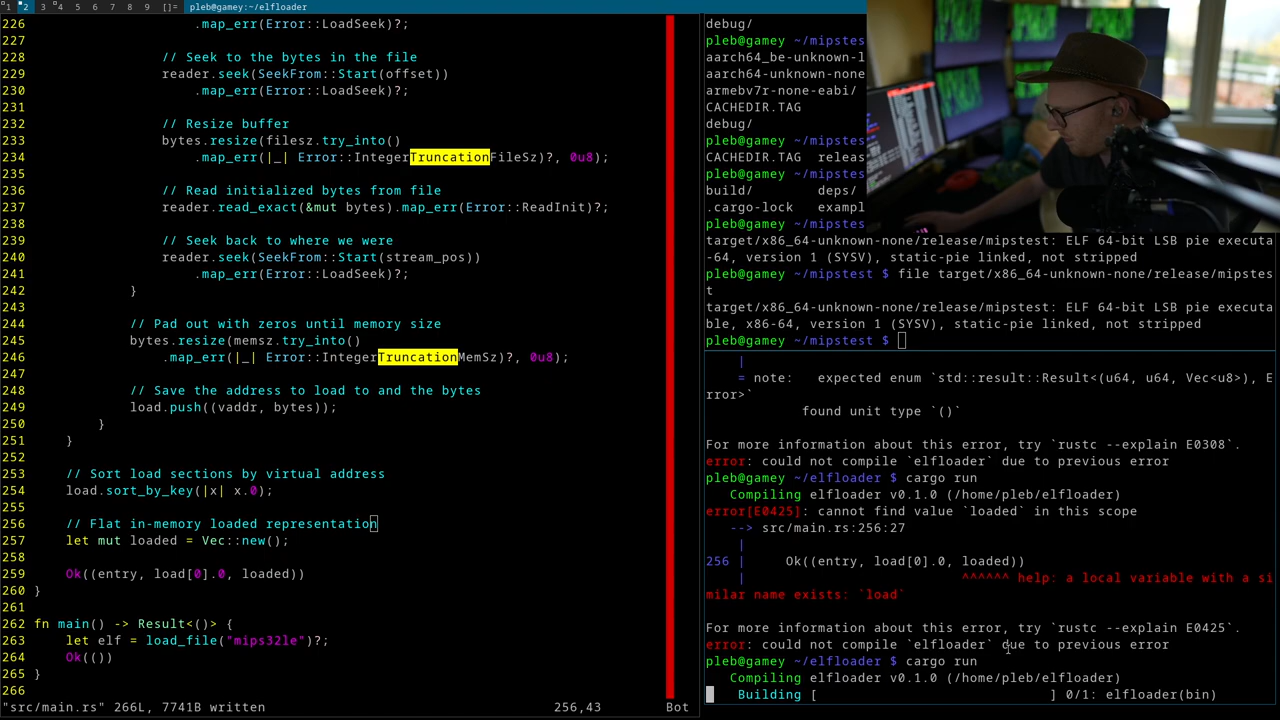 1 2 3 4 5 6 7 8 9 []= pleb@gamey:~/elfloader
226 .map_err(Error::LoadSeek)?;
227
228 // Seek to the bytes in the file
229 reader.seek(SeekFrom::Start(offset))
230 .map_err(Error::LoadSeek)?;
231
232 // Resize buffer
233 bytes.resize(filesz.try_into()
234 .map_err(|_| Error::IntegerTruncationFileSz)?, 0u8);
235
236 // Read initialized bytes from file
237 reader.read_exact(&mut bytes).map_err(Error::ReadInit)?;
238
239 // Seek back to where we were
240 reader.seek(SeekFrom::Start(stream_pos))
241 .map_err(Error::LoadSeek)?;
242 }
243
244 // Pad out with zeros until memory size
245 bytes.resize(memsz.try_into()
246 .map_err(|_| Error::IntegerTruncationMemSz)?, 0u8);
247
248 // Save the address to load to and the bytes
249 load.push((vaddr, bytes));
250 }
251 }
252
253 // Sort load sections by virtual address
254 load.sort_by_key(|x| x.0);
255
256 // Flat in-memory loaded representation
257 let mut loaded = Vec::new();
258
259 Ok((entry, load[0].0, loaded))
260 }
261
262 fn main() -> Result<()> {
263 let elf = load_file("mips32le")?;
264 Ok(())
265 }
266
"src/main.rs" 266L, 7741B written 256,43 Bot
debug/
pleb@gamey ~/mipstes
aarch64_be-unknown-l
aarch64-unknown-none
armebv7r-none-eabi/
CACHEDIR.TAG
debug/
pleb@gamey ~/mipstes
CACHEDIR.TAG releas
pleb@gamey ~/mipstes
build/ deps/
.cargo-lock exampl
pleb@gamey ~/mipstes
target/x86_64-unknown-none/release/mipstest: ELF 64-bit LSB pie executa
-64, version 1 (SYSV), static-pie linked, not stripped
pleb@gamey ~/mipstest $ file target/x86_64-unknown-none/release/mipstes
t
target/x86_64-unknown-none/release/mipstest: ELF 64-bit LSB pie executa
ble, x86-64, version 1 (SYSV), static-pie linked, not stripped
pleb@gamey ~/mipstest $
|
= note: expected enum `std::result::Result<(u64, u64, Vec<u8>), E
rror>`
found unit type `()`
For more information about this error, try `rustc --explain E0308`.
error: could not compile `elfloader` due to previous error
pleb@gamey ~/elfloader $ cargo run
Compiling elfloader v0.1.0 (/home/pleb/elfloader)
error[E0425]: cannot find value `loaded` in this scope
--> src/main.rs:256:27
|
256 | Ok((entry, load[0].0, loaded))
| ^^^^^^ help: a local variable with a si
milar name exists: `load`
For more information about this error, try `rustc --explain E0425`.
error: could not compile `elfloader` due to previous error
pleb@gamey ~/elfloader $ cargo run
Compiling elfloader v0.1.0 (/home/pleb/elfloader)
Building [ ] 0/1: elfloader(bin)